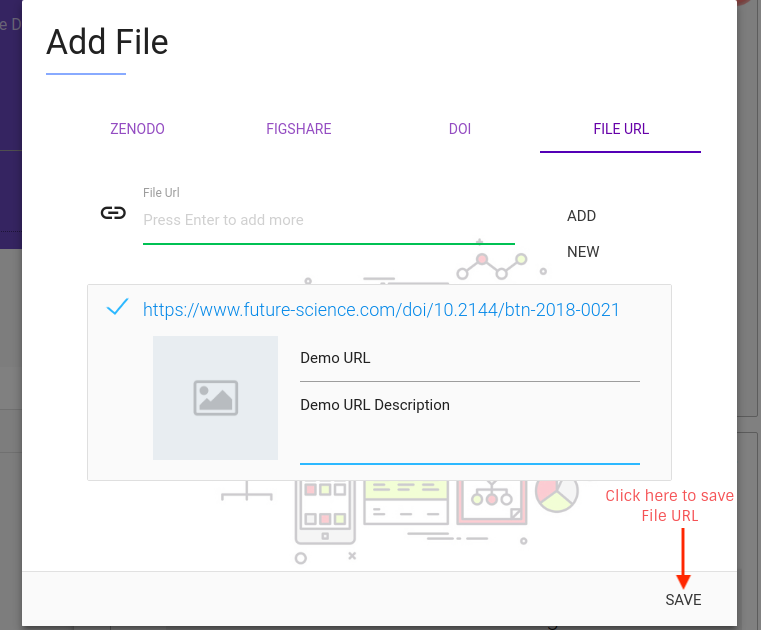 e D
Add File
ZENODO
FIGSHARE
DOI
FILE URL
File Url
Press Enter to add more
ADD
NEW
https://www.future-science.com/doi/10.2144/btn-2018-0021
Demo URL
Demo URL Description
Click here to save
File URL
SAVE